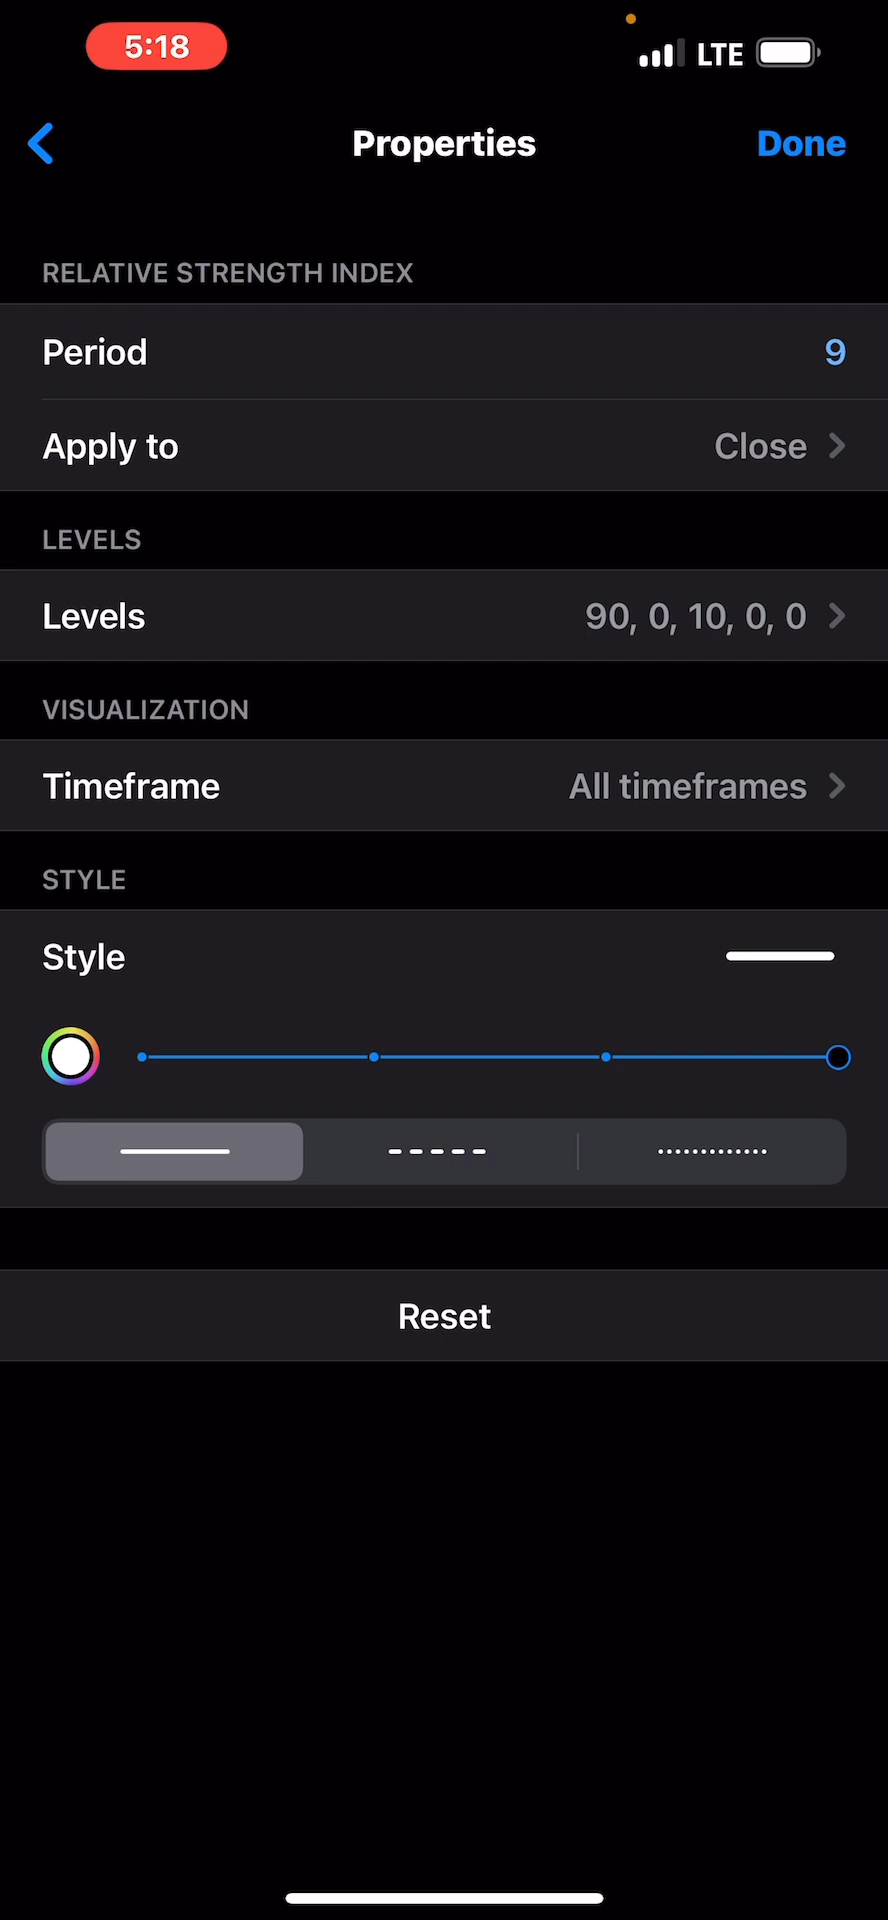 5:18
LTE
Properties
Done
RELATIVE STRENGTH INDEX
Period 9
Apply to Close
LEVELS
Levels 90, 0, 10, 0, 0
VISUALIZATION
Timeframe All timeframes
STYLE
Style
Reset